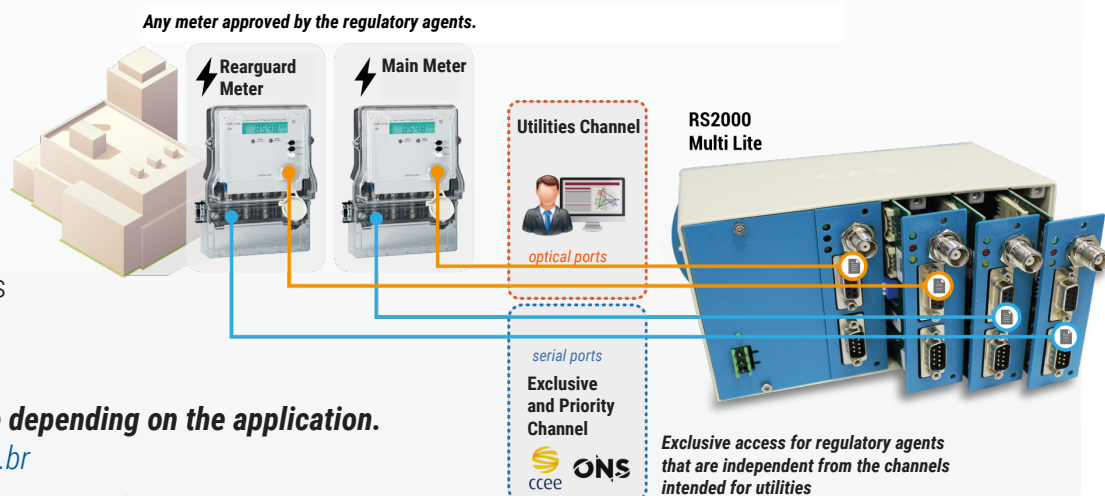 Any meter approved by the regulatory agents.
Rearguard
Meter
Main Meter
Utilities Channel
optical ports
RS2000
Multi Lite
s
serial ports
Exclusive
and Priority
Channel
ccee
ONS
depending on the application.
.br
Exclusive access for regulatory agents
that are independent from the channels
intended for utilities